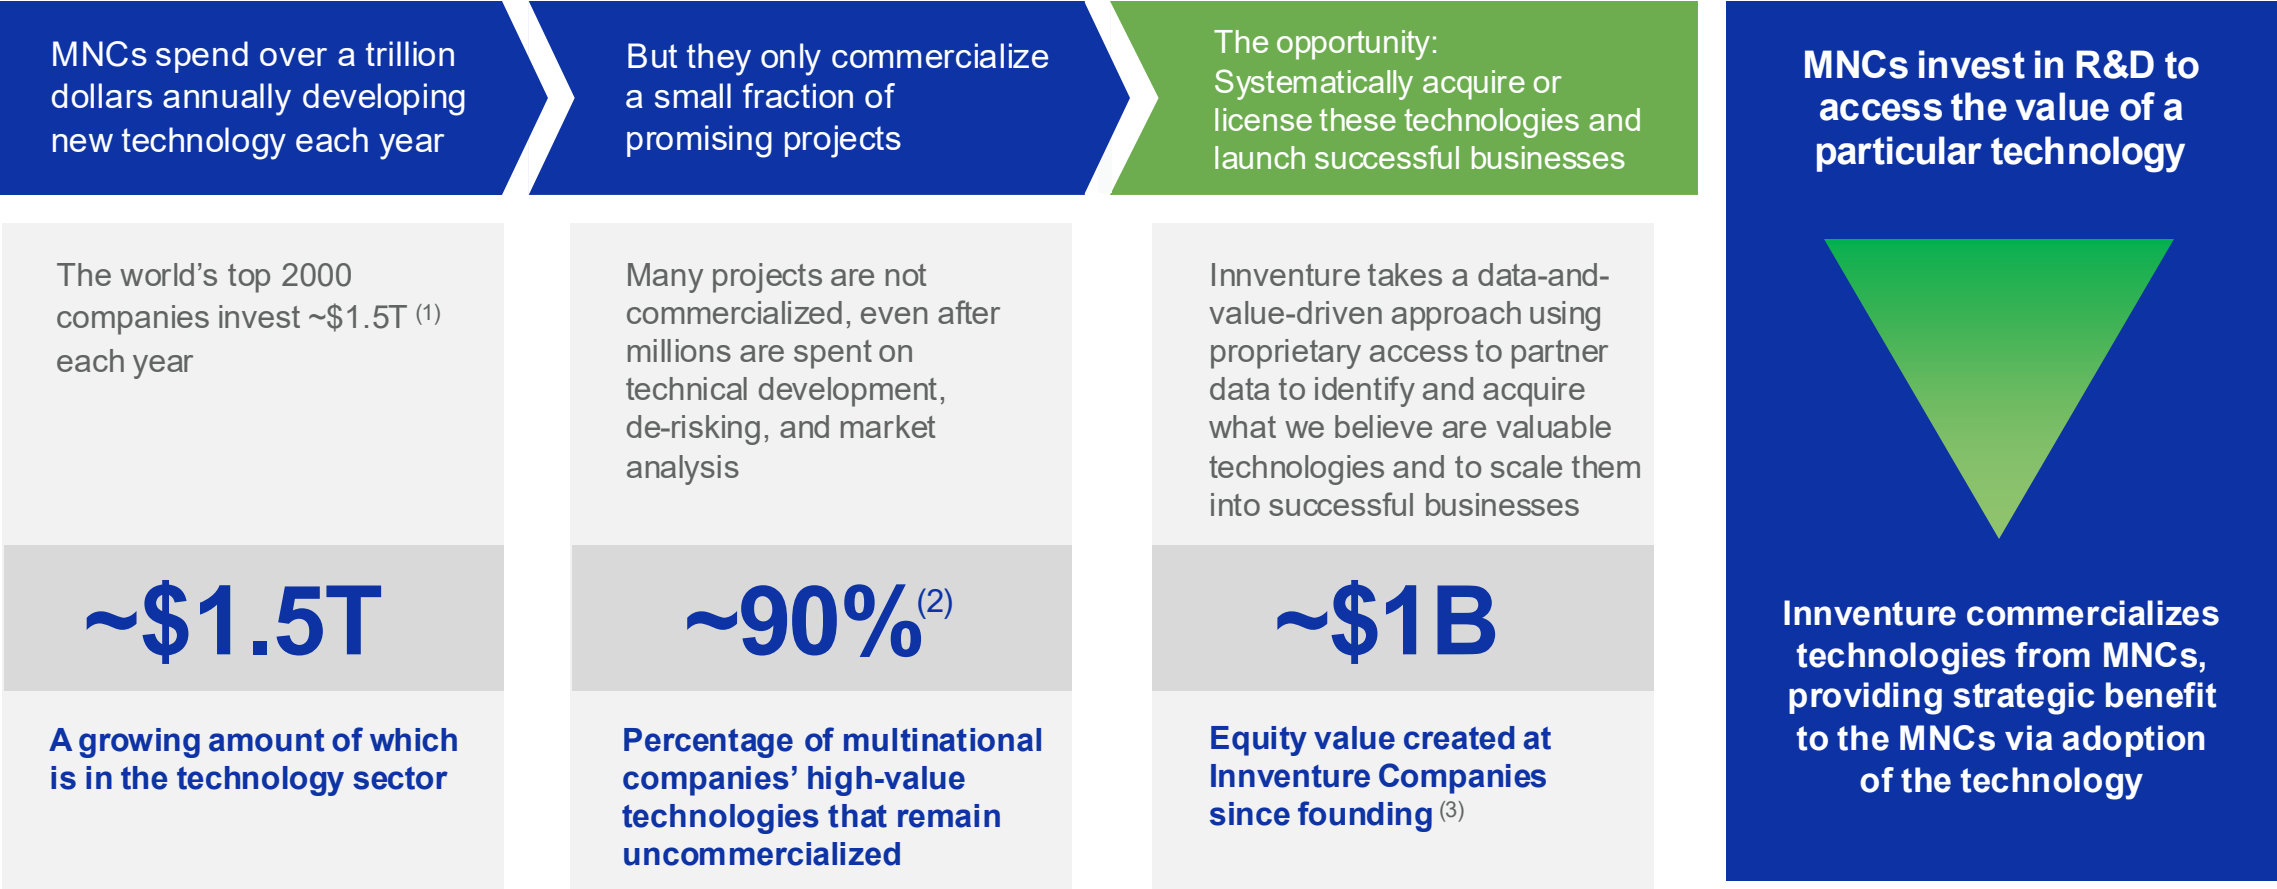 MNCs spend over a trillion
dollars annually developing
new technology each year
But they only commercialize
a small fraction of
promising projects
The opportunity:
Systematically acquire or
license these technologies and
launch successful businesses
The world’s top 2000
companies invest ~$1.5T (1)
each year
~$1.5T
A growing amount of which
is in the technology sector
Many projects are not
commercialized, even after
millions are spent on
technical development,
de-risking, and market
analysis
~90%(2)
Percentage of multinational
companies’ high-value
technologies that remain
uncommercialized
Innventure takes a data-and-
value-driven approach using
proprietary access to partner
data to identify and acquire
what we believe are valuable
technologies and to scale them
into successful businesses
~$1B
Equity value created at
Innventure Companies
since founding (3)
MNCs invest in R&D to
access the value of a
particular technology
Innventure commercializes
technologies from MNCs,
providing strategic benefit
to the MNCs via adoption
of the technology